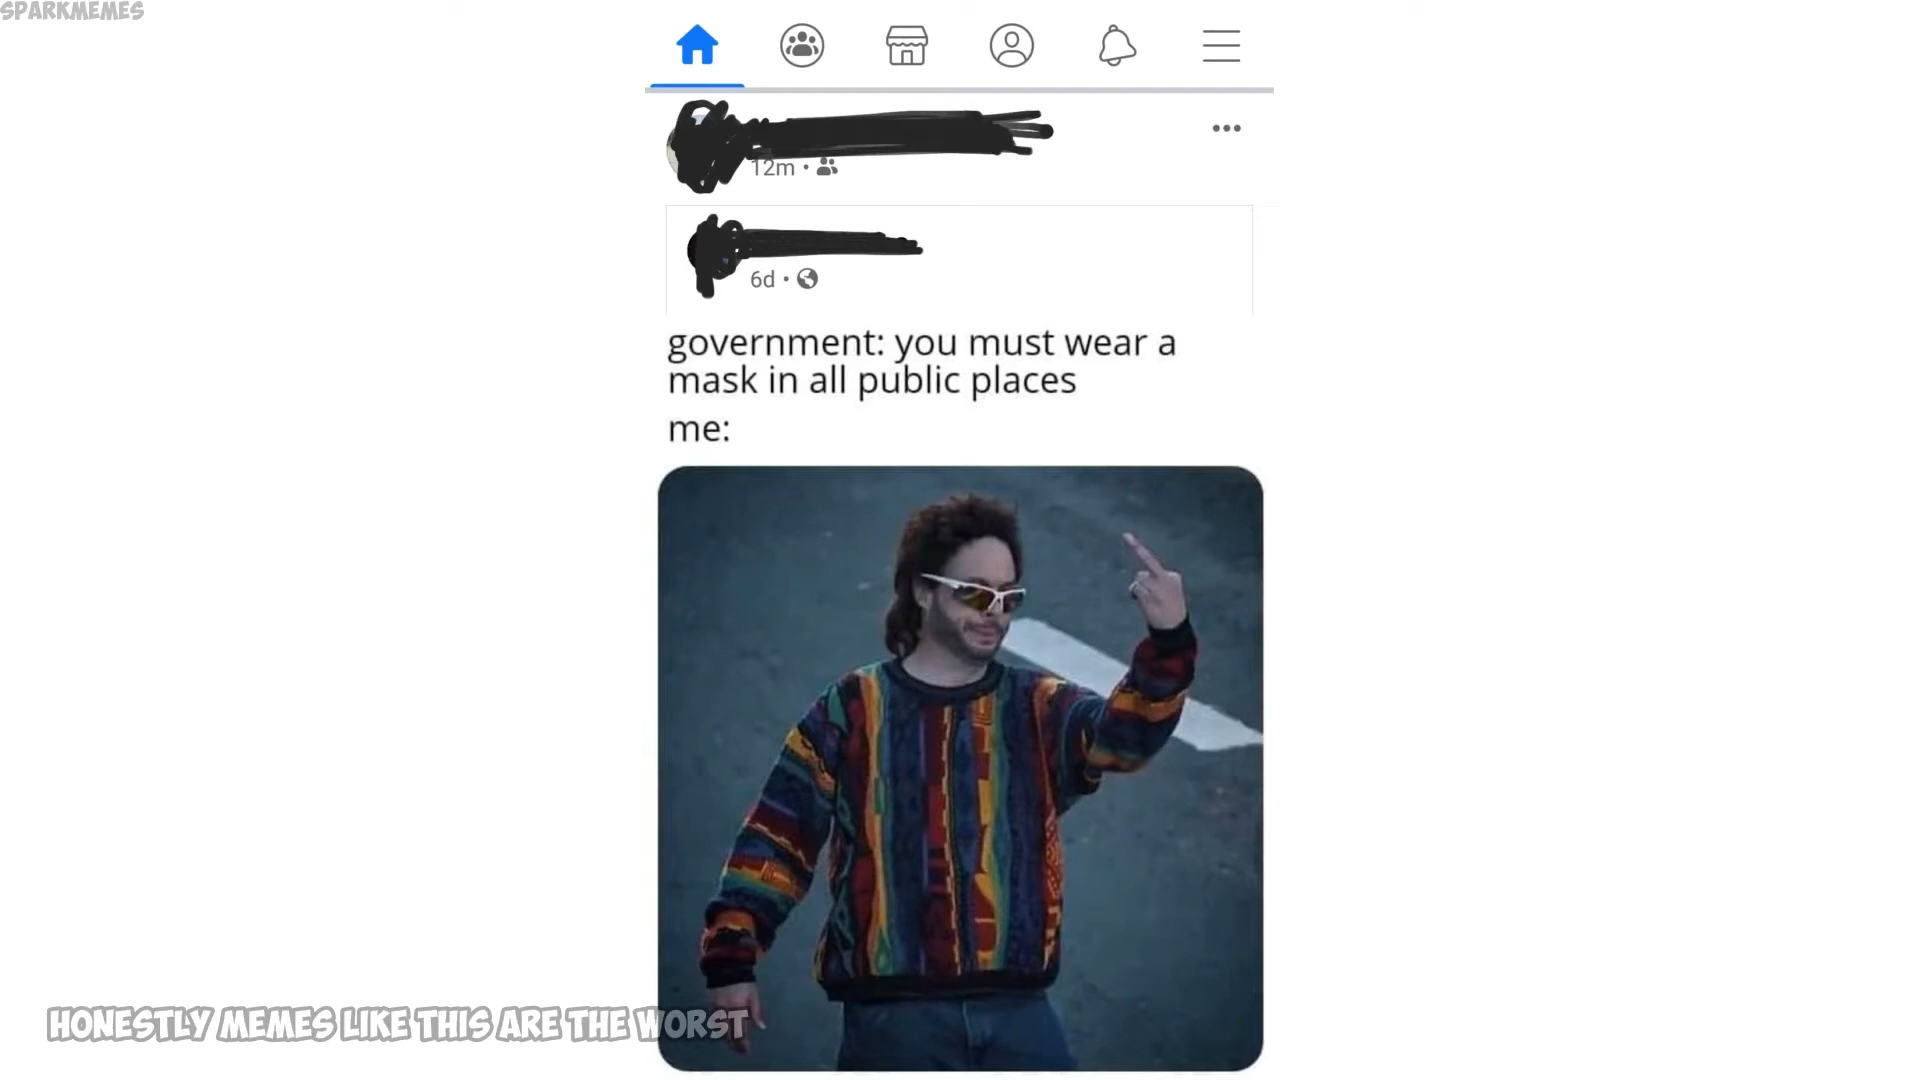 SPARKMEMES
12m
6d
government: you must wear a
mask in all public places
me:
HONESTLY MEMES LIKE THIS ARE THE WORST